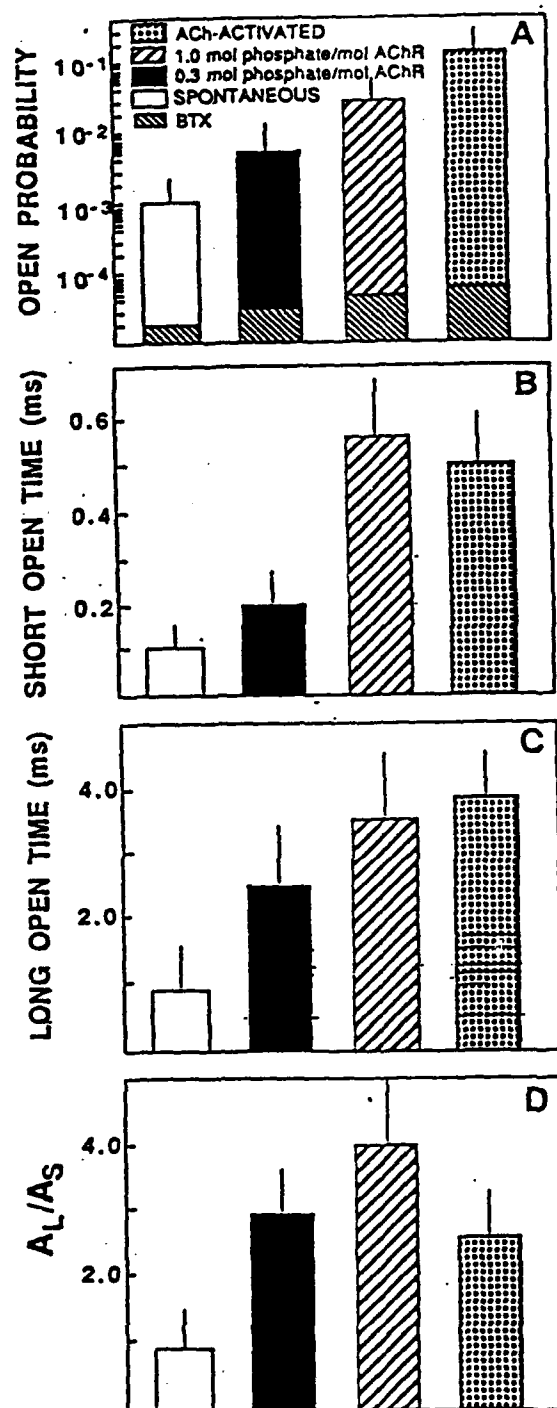 A
ACh-ACTIVATED
1.0 mol phosphate/mol AChR
0.3 mol phosphate/mol AChR
SPONTANEOUS
BTX
OPEN PROBABILITY
10-1
10-2
10-3
10-4
B
SHORT OPEN TIME (ms)
0.6
0.4
0.2
C
LONG OPEN TIME (ms)
4.0
2.0
D
AL/AS
4.0
2.0